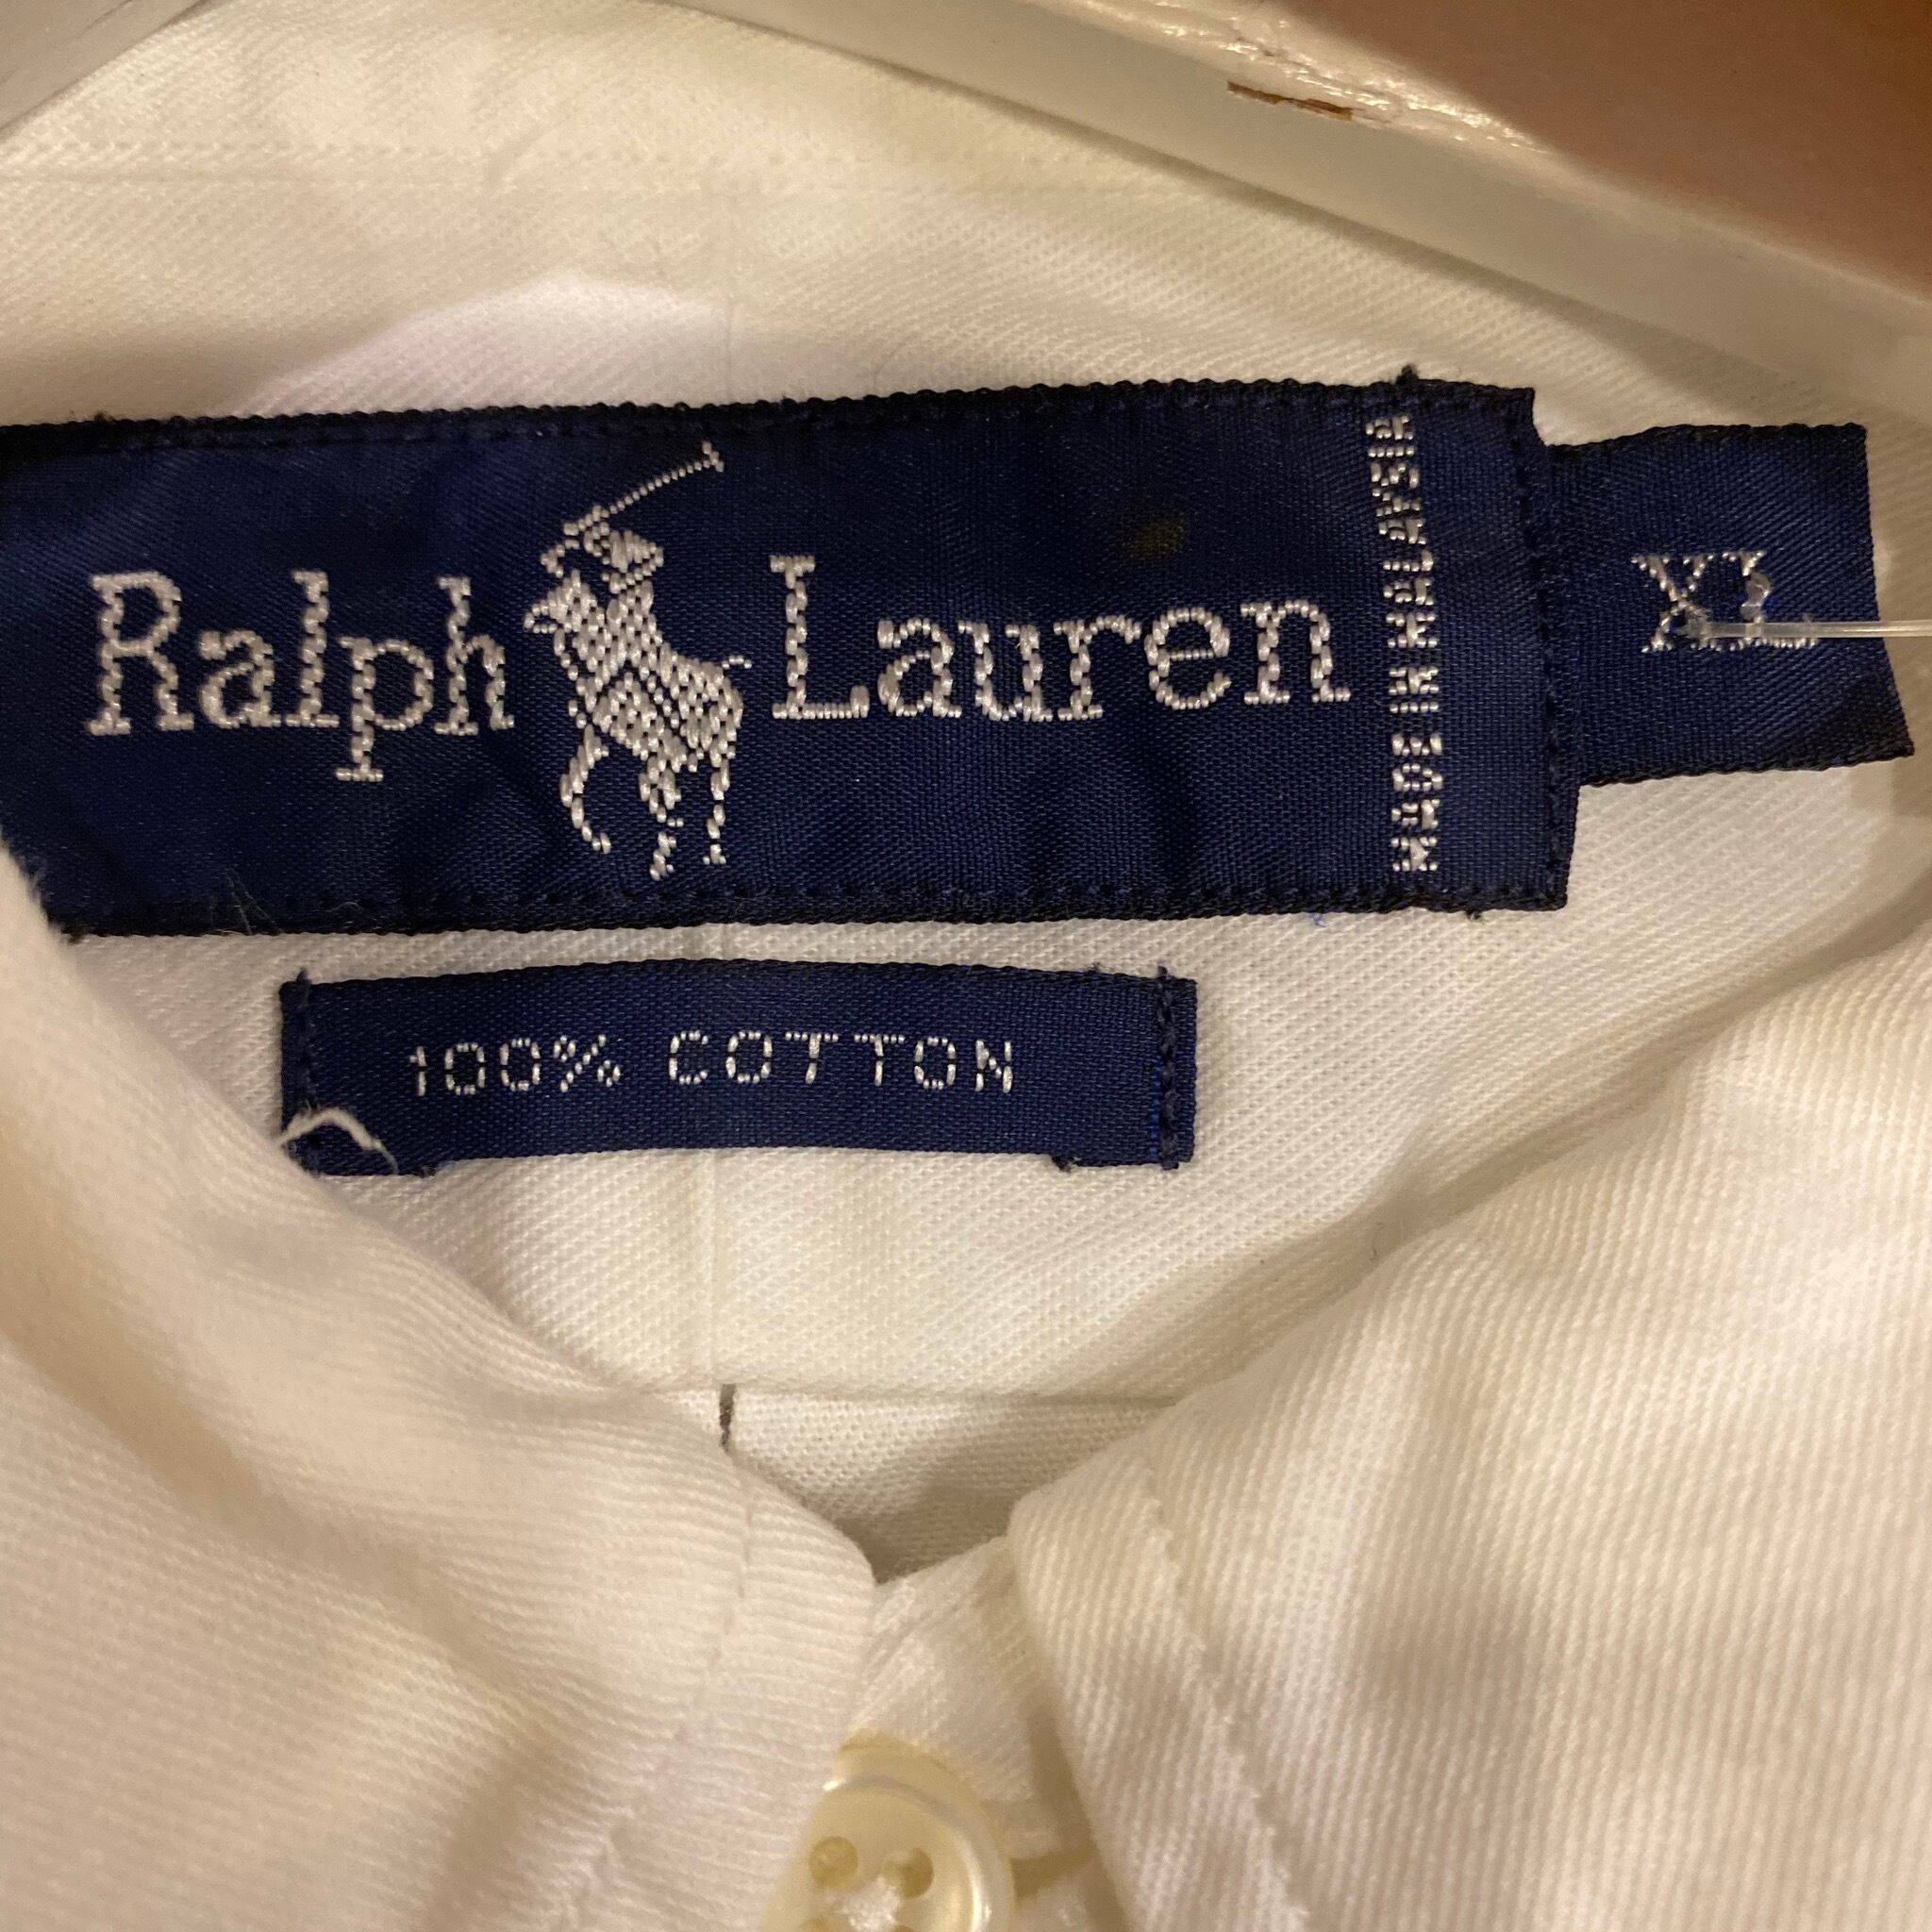 Ralph Lauren
MADE IN MALAYSIA
XL
100% COTTON